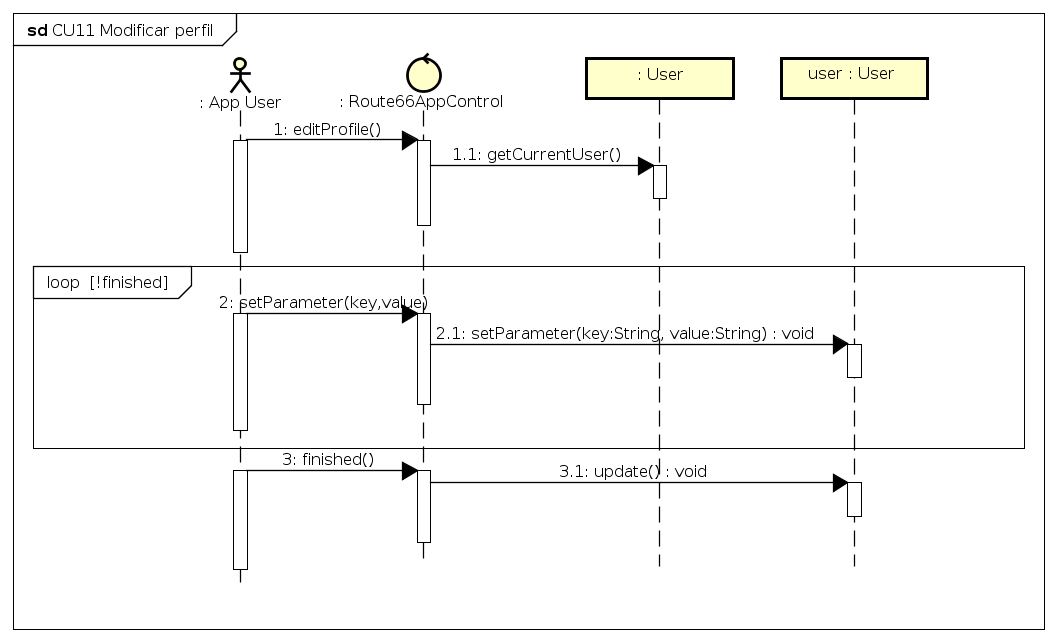 sd CU11 Modificar perfil
: App User
: Route66AppControl
: User
user : User
1: editProfile()
1.1: getCurrentUser()
loop [!finished]
2: setParameter(key,value)
2.1: setParameter(key:String, value:String) : void
3: finished()
3.1: update() : void